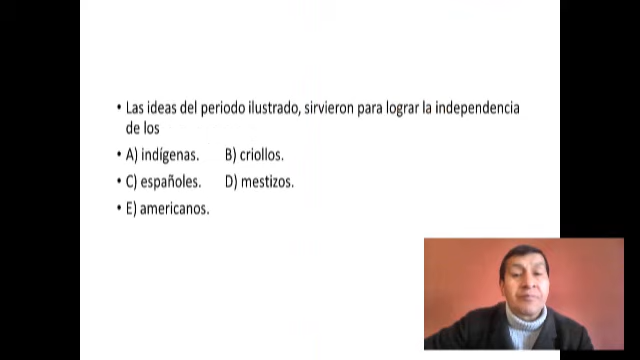 • Las ideas del periodo ilustrado, sirvieron para lograr la independencia
de los
• A) indígenas. B) criollos.
• C) españoles. D) mestizos.
• E) americanos.